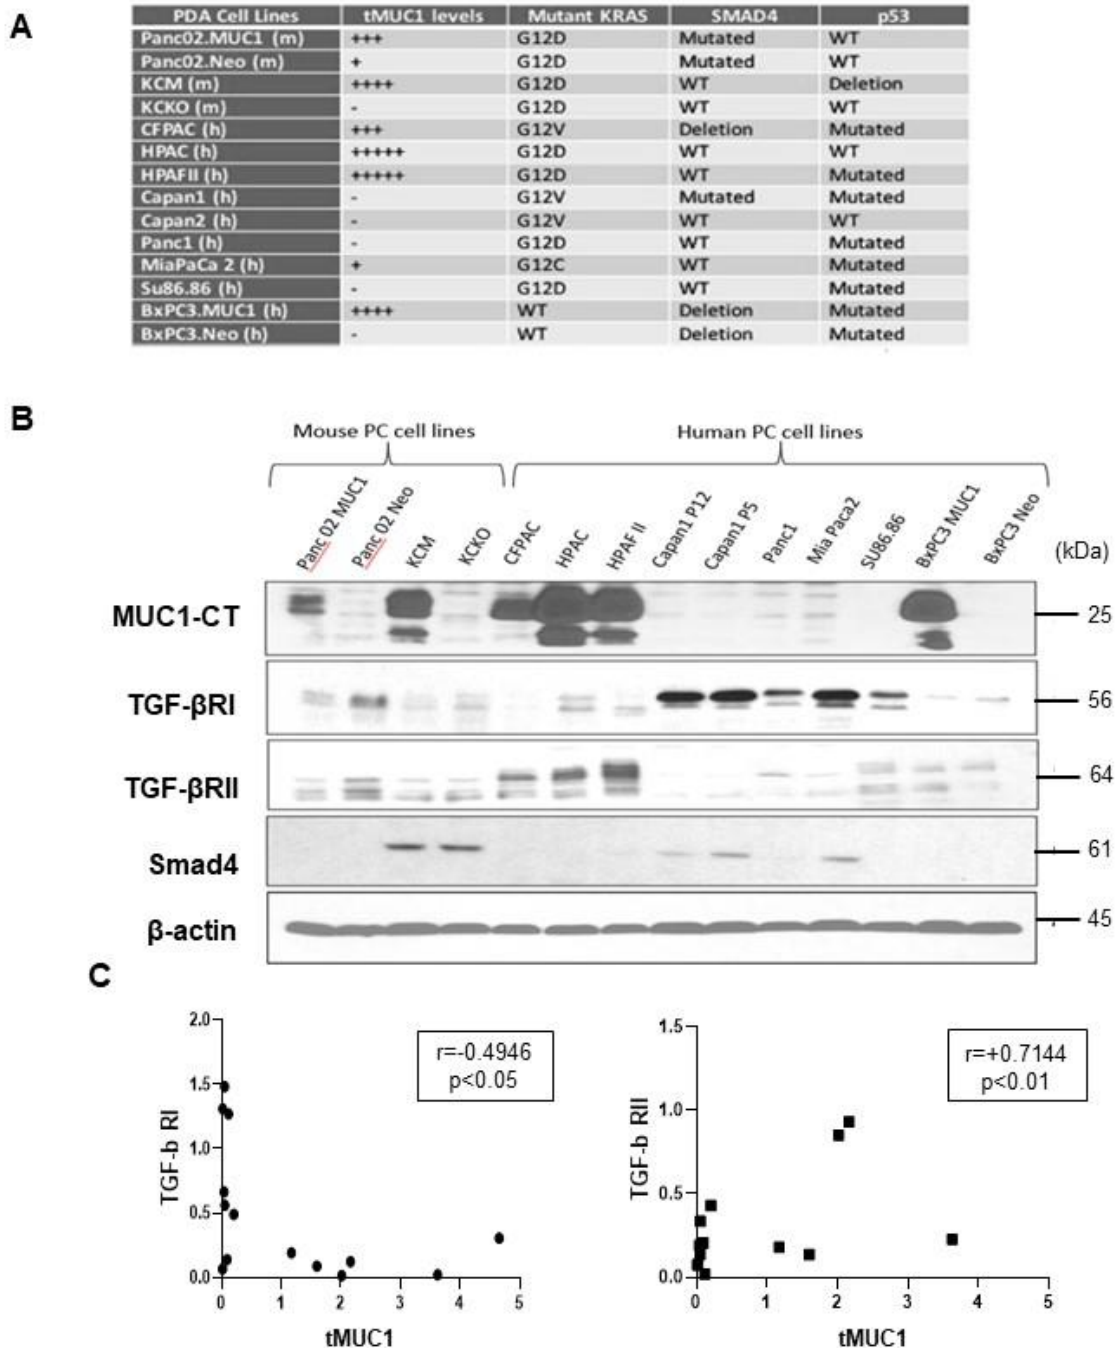 A
PDA Cell Lines tMUC1 levels Mutant KRAS SMAD4 p53
Panc02.MUC1 (m) +++ G12D Mutated WT
Panc02.Neo (m) + G12D Mutated WT
KCM (m) ++++ G12D WT Deletion
KCKO (m) - G12D WT WT
CFPAC (h) +++ G12V Deletion Mutated
HPAC (h) +++++ G12D WT WT
HPAFII (h) +++++ G12D WT Mutated
Capan1 (h) - G12V Mutated Mutated
Capan2 (h) - G12V WT WT
Panc1 (h) - G12D WT Mutated
MiaPaCa 2 (h) + G12C WT Mutated
Su86.86 (h) - G12D WT Mutated
BxPC3.MUC1 (h) ++++ WT Deletion Mutated
BxPC3.Neo (h) - WT Deletion Mutated
B
Mouse PC cell lines Human PC cell lines
Panc 02 MUC1 Panc 02 Neo KCM KCKO CFPAC HPAC HPAF II Capan1 P12 Capan1 P5 Panc1 Mia Paca2 SU86.86 BxPC3 MUC1 BxPC3 Neo (kDa)
MUC1-CT 25
TGF-βRI 56
TGF-βRII 64
Smad4 61
β-actin 45
C
2.0
1.5
1.0
0.5
0.0
TGF-b RI
r=-0.4946
p<0.05
0 1 2 3 4 5
tMUC1
1.5
1.0
0.5
0.0
TGF-b RII
r=+0.7144
p<0.01
0 1 2 3 4 5
tMUC1